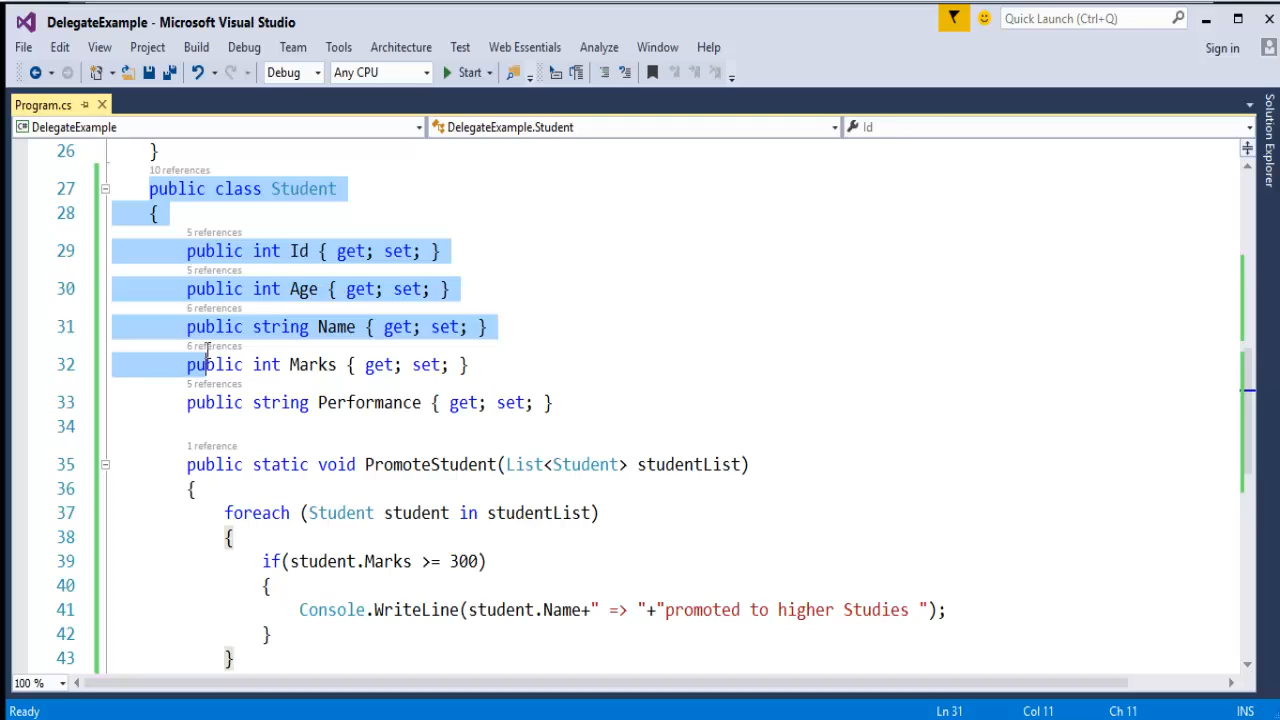 DelegateExample - Microsoft Visual Studio
Quick Launch (Ctrl+Q)
File Edit View Project Build Debug Team Tools Architecture Test Web Essentials Analyze Window Help
Sign in
Debug Any CPU Start
Program.cs
Solution Explorer
DelegateExample DelegateExample.Student Id
26 }
10 references
27 public class Student
28 {
5 references
29 public int Id { get; set; }
5 references
30 public int Age { get; set; }
6 references
31 public string Name { get; set; }
6 references
32 public int Marks { get; set; }
5 references
33 public string Performance { get; set; }
34
1 reference
35 public static void PromoteStudent(List<Student> studentList)
36 {
37 foreach (Student student in studentList)
38 {
39 if(student.Marks >= 300)
40 {
41 Console.WriteLine(student.Name+" => "+"promoted to higher Studies ");
42 }
43 }
100 %
Ready Ln 31 Col 11 Ch 11 INS